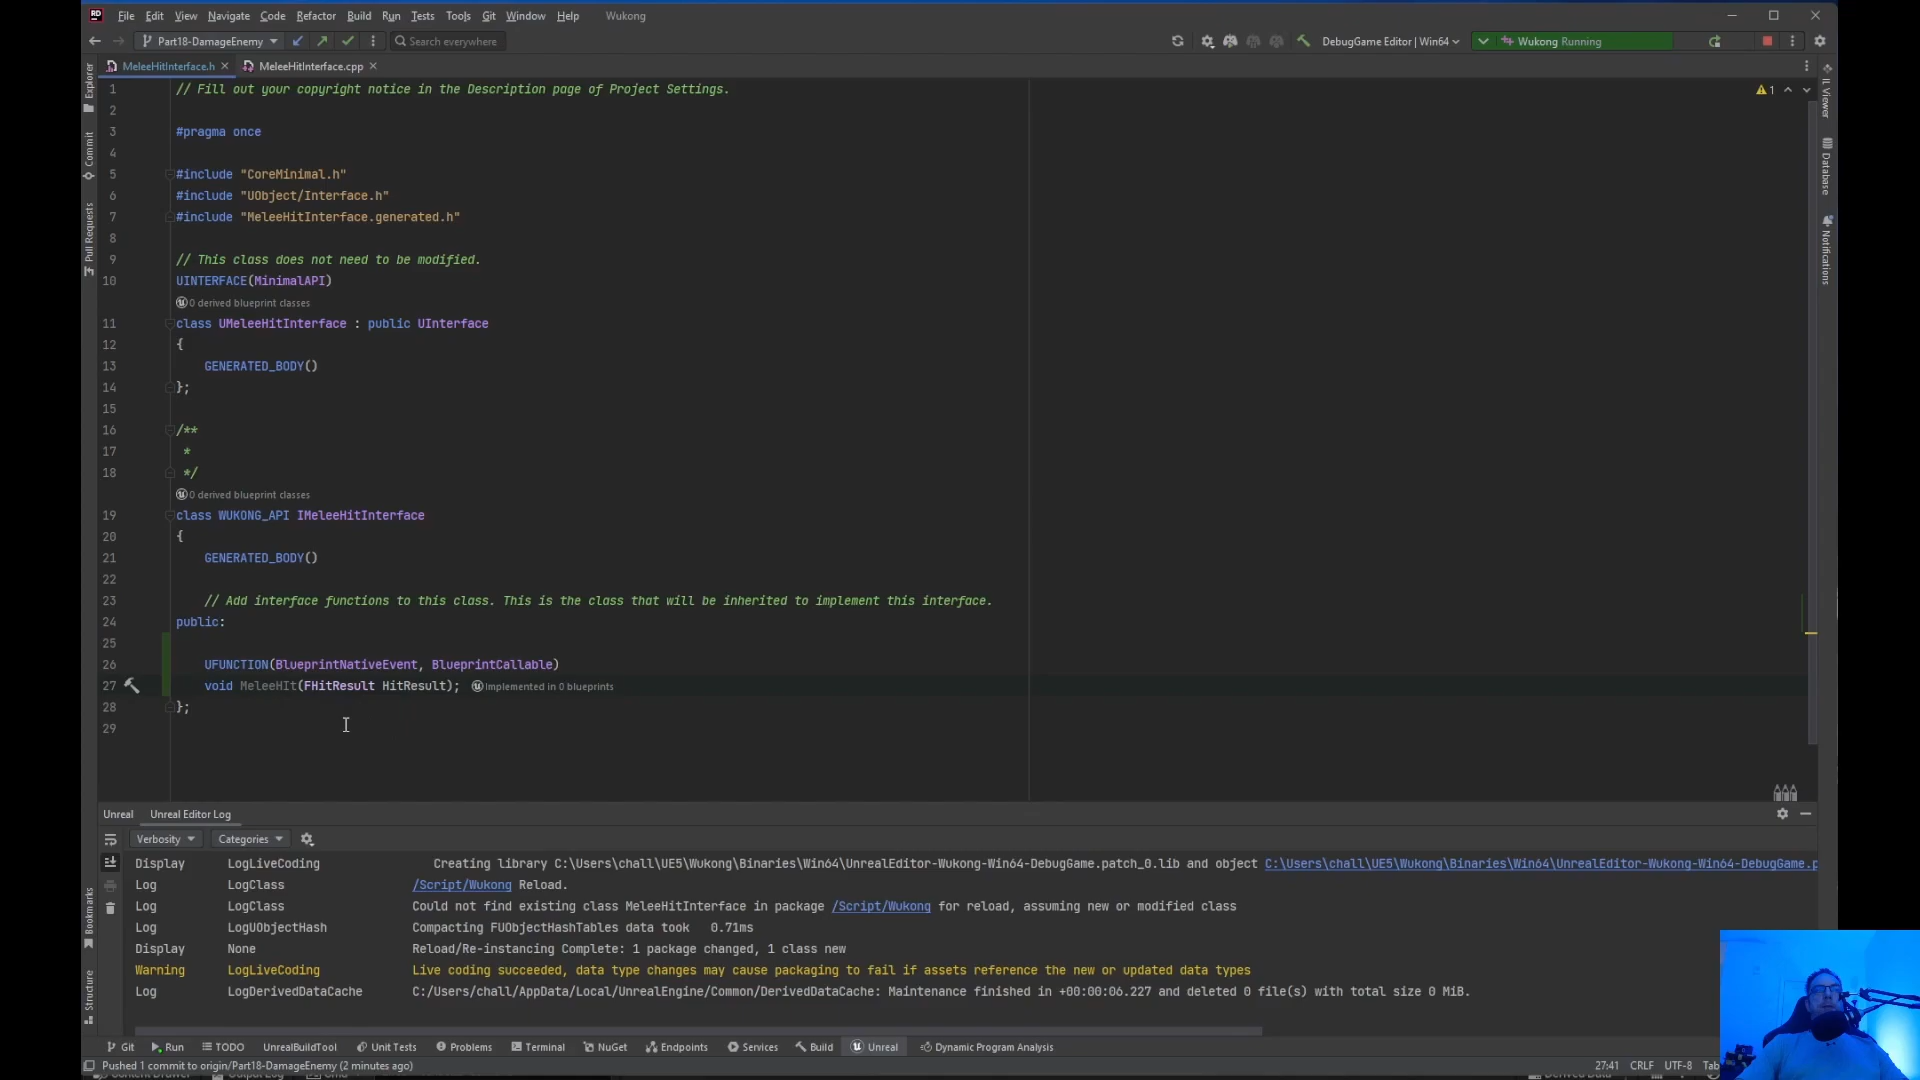 RD File Edit View Navigate Code Refactor Build Run Tests Tools Git Window Help Wukong
Part18-DamageEnemy Search everywhere DebugGame Editor | Win64 Wukong Running
MeleeHitInterface.h MeleeHitInterface.cpp
1 // Fill out your copyright notice in the Description page of Project Settings.
2
3 #pragma once
4
5 #include "CoreMinimal.h"
6 #include "UObject/Interface.h"
7 #include "MeleeHitInterface.generated.h"
8
9 // This class does not need to be modified.
10 UINTERFACE(MinimalAPI)
0 derived blueprint classes
11 class UMeleeHitInterface : public UInterface
12 {
13 GENERATED_BODY()
14 };
15
16 /**
17 *
18 */
0 derived blueprint classes
19 class WUKONG_API IMeleeHitInterface
20 {
21 GENERATED_BODY()
22
23 // Add interface functions to this class. This is the class that will be inherited to implement this interface.
24 public:
25
26 UFUNCTION(BlueprintNativeEvent, BlueprintCallable)
27 void MeleeHIt(FHitResult HitResult); Implemented in 0 blueprints
28 };
29
1
Explorer
Commit
Pull Requests
Bookmarks
Structure
IL Viewer
Database
Notifications
Unreal Unreal Editor Log
Verbosity Categories
Display LogLiveCoding Creating library C:\Users\chall\UE5\Wukong\Binaries\Win64\UnrealEditor-Wukong-Win64-DebugGame.patch_0.lib and object C:\Users\chall\UE5\Wukong\Binaries\Win64\UnrealEditor-Wukong-Win64-DebugGame.p
Log LogClass /Script/Wukong Reload.
Log LogClass Could not find existing class MeleeHitInterface in package /Script/Wukong for reload, assuming new or modified class
Log LogUObjectHash Compacting FUObjectHashTables data took 0.71ms
Display None Reload/Re-instancing Complete: 1 package changed, 1 class new
Warning LogLiveCoding Live coding succeeded, data type changes may cause packaging to fail if assets reference the new or updated data types
Log LogDerivedDataCache C:/Users/chall/AppData/Local/UnrealEngine/Common/DerivedDataCache: Maintenance finished in +00:00:06.227 and deleted 0 file(s) with total size 0 MiB.
Git Run TODO UnrealBuildTool Unit Tests Problems Terminal NuGet Endpoints Services Build Unreal Dynamic Program Analysis
Pushed 1 commit to origin/Part18-DamageEnemy (2 minutes ago) 27:41 CRLF UTF-8 Tab